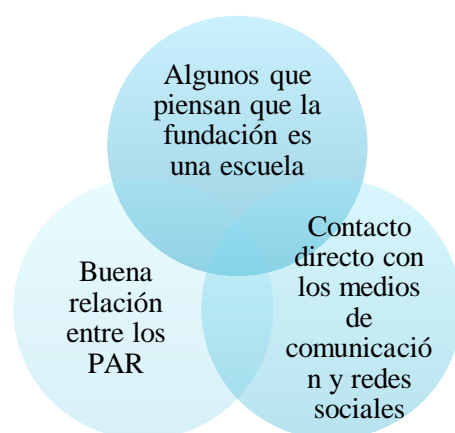 Algunos que
piensan que la
fundación es
una escuela
Buena
relación
entre los
PAR
Contacto
directo con
los medios
de
comunicació
n y redes
sociales